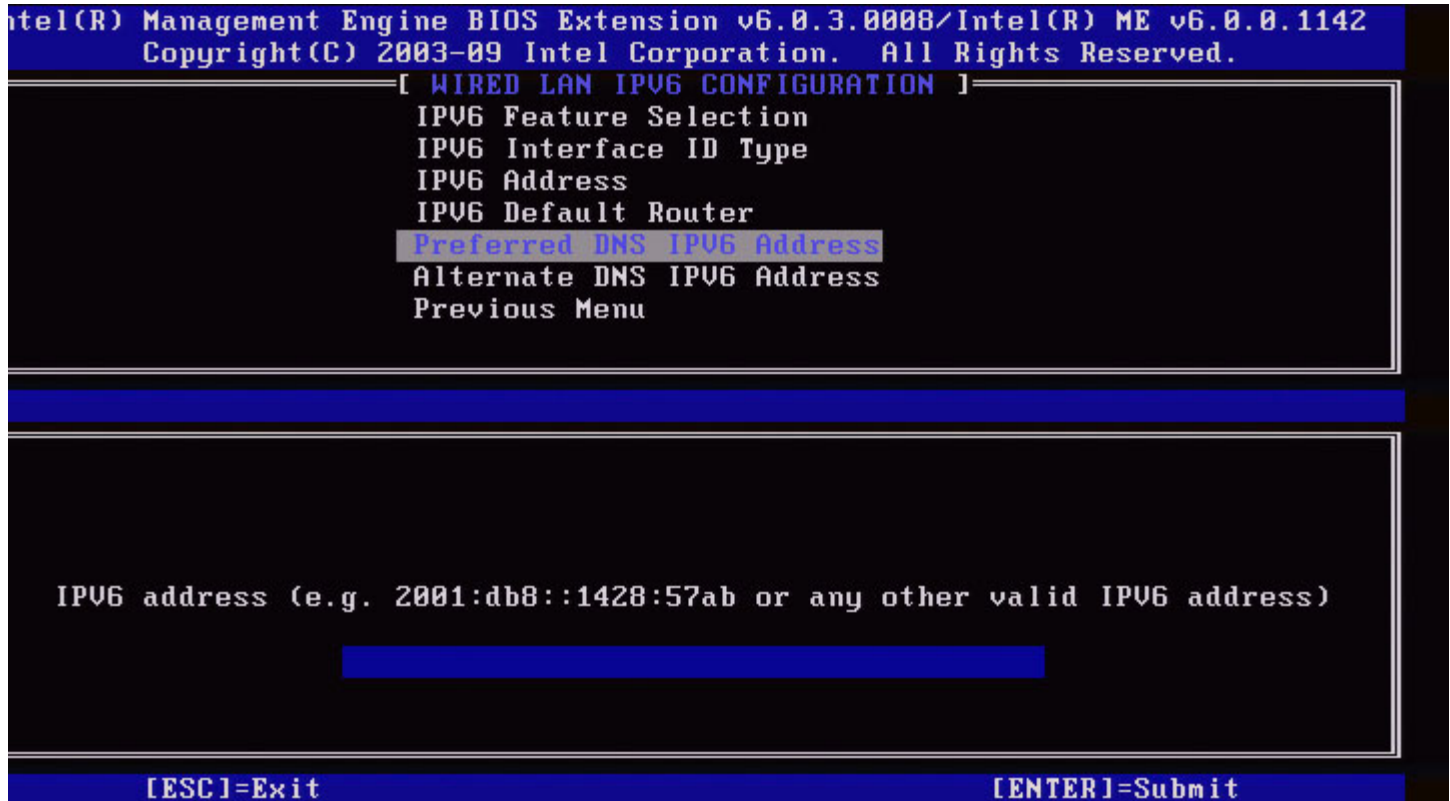 ntel(R) Management Engine BIOS Extension v6.0.3.0008/Intel(R) ME v6.0.0.1142
Copyright(C) 2003-09 Intel Corporation. All Rights Reserved.
[ WIRED LAN IPV6 CONFIGURATION ]
IPV6 Feature Selection
IPV6 Interface ID Type
IPV6 Address
IPV6 Default Router
Preferred DNS IPV6 Address
Alternate DNS IPV6 Address
Previous Menu
IPV6 address (e.g. 2001:db8::1428:57ab or any other valid IPV6 address)
[ESC]=Exit [ENTER]=Submit